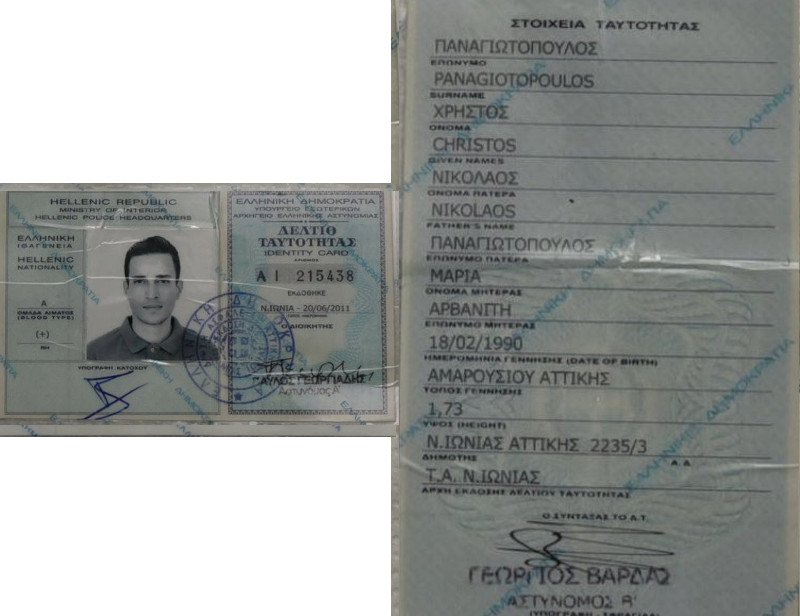 HELLENIC REPUBLIC
MINISTRY OF INTERIOR
HELLENIC POLICE HEADQUARTERS
ΕΛΛΗΝΙΚΗ
ΙΘΑΓΕΝΕΙΑ
HELLENIC
NATIONALITY
Α
ΟΜΑΔΑ ΑΙΜΑΤΟΣ
(BLOOD TYPE)
(+)
RH
ΥΠΟΓΡΑΦΗ ΚΑΤΟΧΟΥ
ΕΛΛΗΝΙΚΗ ΔΗΜΟΚΡΑΤΙΑ
ΥΠΟΥΡΓΕΙΟ ΕΣΩΤΕΡΙΚΩΝ
ΑΡΧΗΓΕΙΟ ΕΛΛΗΝΙΚΗΣ ΑΣΤΥΝΟΜΙΑΣ
ΔΕΛΤΙΟ
ΤΑΥΤΟΤΗΤΑΣ
IDENTITY CARD
ΑΡΙΘΜΟΣ
Α Ι 215438
ΕΚΔΟΘΗΚΕ
Ν.ΙΩΝΙΑ - 20/06/2011
Ο ΔΙΟΙΚΗΤΗΣ
ΠΑΥΛΟΣ ΓΕΩΡΓΙΑΔΗΣ
Αστυνόμος Α'
ΣΤΟΙΧΕΙΑ ΤΑΥΤΟΤΗΤΑΣ
ΠΑΝΑΓΙΩΤΟΠΟΥΛΟΣ
ΕΠΩΝΥΜΟ
PANAGIOTOPOULOS
SURNAME
ΧΡΗΣΤΟΣ
ΟΝΟΜΑ
CHRISTOS
GIVEN NAMES
ΝΙΚΟΛΑΟΣ
ΟΝΟΜΑ ΠΑΤΕΡΑ
NIKOLAOS
FATHER'S NAME
ΠΑΝΑΓΙΩΤΟΠΟΥΛΟΣ
ΕΠΩΝΥΜΟ ΠΑΤΕΡΑ
ΜΑΡΙΑ
ΟΝΟΜΑ ΜΗΤΕΡΑΣ
ΑΡΒΑΝΙΤΗ
ΕΠΩΝΥΜΟ ΜΗΤΕΡΑΣ
18/02/1990
ΗΜΕΡΟΜΗΝΙΑ ΓΕΝΝΗΣΗΣ (DATE OF BIRTH)
ΑΜΑΡΟΥΣΙΟΥ ΑΤΤΙΚΗΣ
ΤΟΠΟΣ ΓΕΝΝΗΣΗΣ
1,73
ΥΨΟΣ (HEIGHT)
Ν.ΙΩΝΙΑΣ ΑΤΤΙΚΗΣ 2235/3
ΔΗΜΟΤΗΣ Α.Δ
Τ.Α. Ν.ΙΩΝΙΑΣ
ΑΡΧΗ ΕΚΔΟΣΗΣ ΔΕΛΤΙΟΥ ΤΑΥΤΟΤΗΤΑΣ
Ο ΣΥΝΤΑΞΑΣ ΤΟ Δ.Τ.
ΓΕΩΡΓΙΟΣ ΒΑΡΔΑΣ
ΑΣΤΥΝΟΜΟΣ Β'